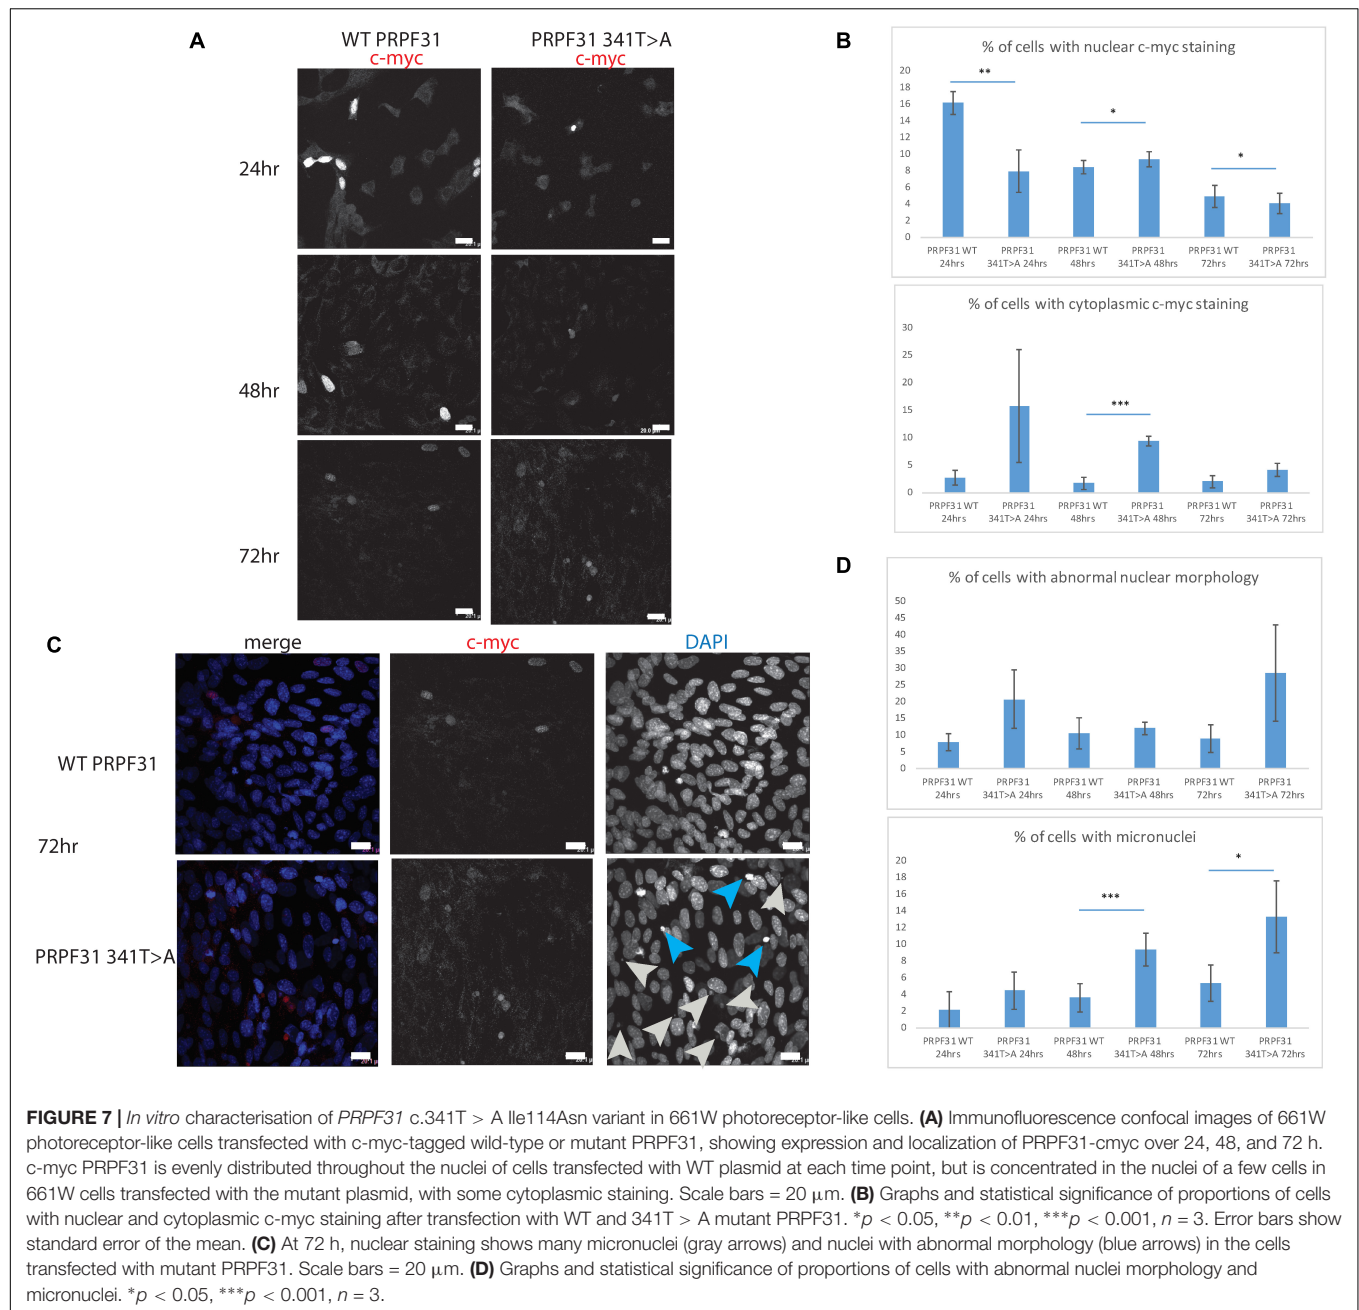 A
WT PRPF31
c-myc
PRPF31 341T>A
c-myc
24hr
48hr
72hr
20.0 µ
B
% of cells with nuclear c-myc staining
20
18
16
14
12
10
8
6
4
2
0
**
*
*
PRPF31 WT 24hrs
PRPF31 341T>A 24hrs
PRPF31 WT 48hrs
PRPF31 341T>A 48hrs
PRPF31 WT 72hrs
PRPF31 341T>A 72hrs
% of cells with cytoplasmic c-myc staining
30
25
20
15
10
5
0
***
PRPF31 WT 24hrs
PRPF31 341T>A 24hrs
PRPF31 WT 48hrs
PRPF31 341T>A 48hrs
PRPF31 WT 72hrs
PRPF31 341T>A 72hrs
C
merge
c-myc
DAPI
WT PRPF31
72hr
PRPF31 341T>A
D
% of cells with abnormal nuclear morphology
50
45
40
35
30
25
20
15
10
5
0
PRPF31 WT 24hrs
PRPF31 341T>A 24hrs
PRPF31 WT 48hrs
PRPF31 341T>A 48hrs
PRPF31 WT 72hrs
PRPF31 341T>A 72hrs
% of cells with micronuclei
20
18
16
14
12
10
8
6
4
2
0
***
*
PRPF31 WT 24hrs
PRPF31 341T>A 24hrs
PRPF31 WT 48hrs
PRPF31 341T>A 48hrs
PRPF31 WT 72hrs
PRPF31 341T>A 72hrs
FIGURE 7 | In vitro characterisation of PRPF31 c.341T > A Ile114Asn variant in 661W photoreceptor-like cells. (A) Immunofluorescence confocal images of 661W
photoreceptor-like cells transfected with c-myc-tagged wild-type or mutant PRPF31, showing expression and localization of PRPF31-cmyc over 24, 48, and 72 h.
c-myc PRPF31 is evenly distributed throughout the nuclei of cells transfected with WT plasmid at each time point, but is concentrated in the nuclei of a few cells in
661W cells transfected with the mutant plasmid, with some cytoplasmic staining. Scale bars = 20 µm. (B) Graphs and statistical significance of proportions of cells
with nuclear and cytoplasmic c-myc staining after transfection with WT and 341T > A mutant PRPF31. *p < 0.05, **p < 0.01, ***p < 0.001, n = 3. Error bars show
standard error of the mean. (C) At 72 h, nuclear staining shows many micronuclei (gray arrows) and nuclei with abnormal morphology (blue arrows) in the cells
transfected with mutant PRPF31. Scale bars = 20 µm. (D) Graphs and statistical significance of proportions of cells with abnormal nuclei morphology and
micronuclei. *p < 0.05, ***p < 0.001, n = 3.